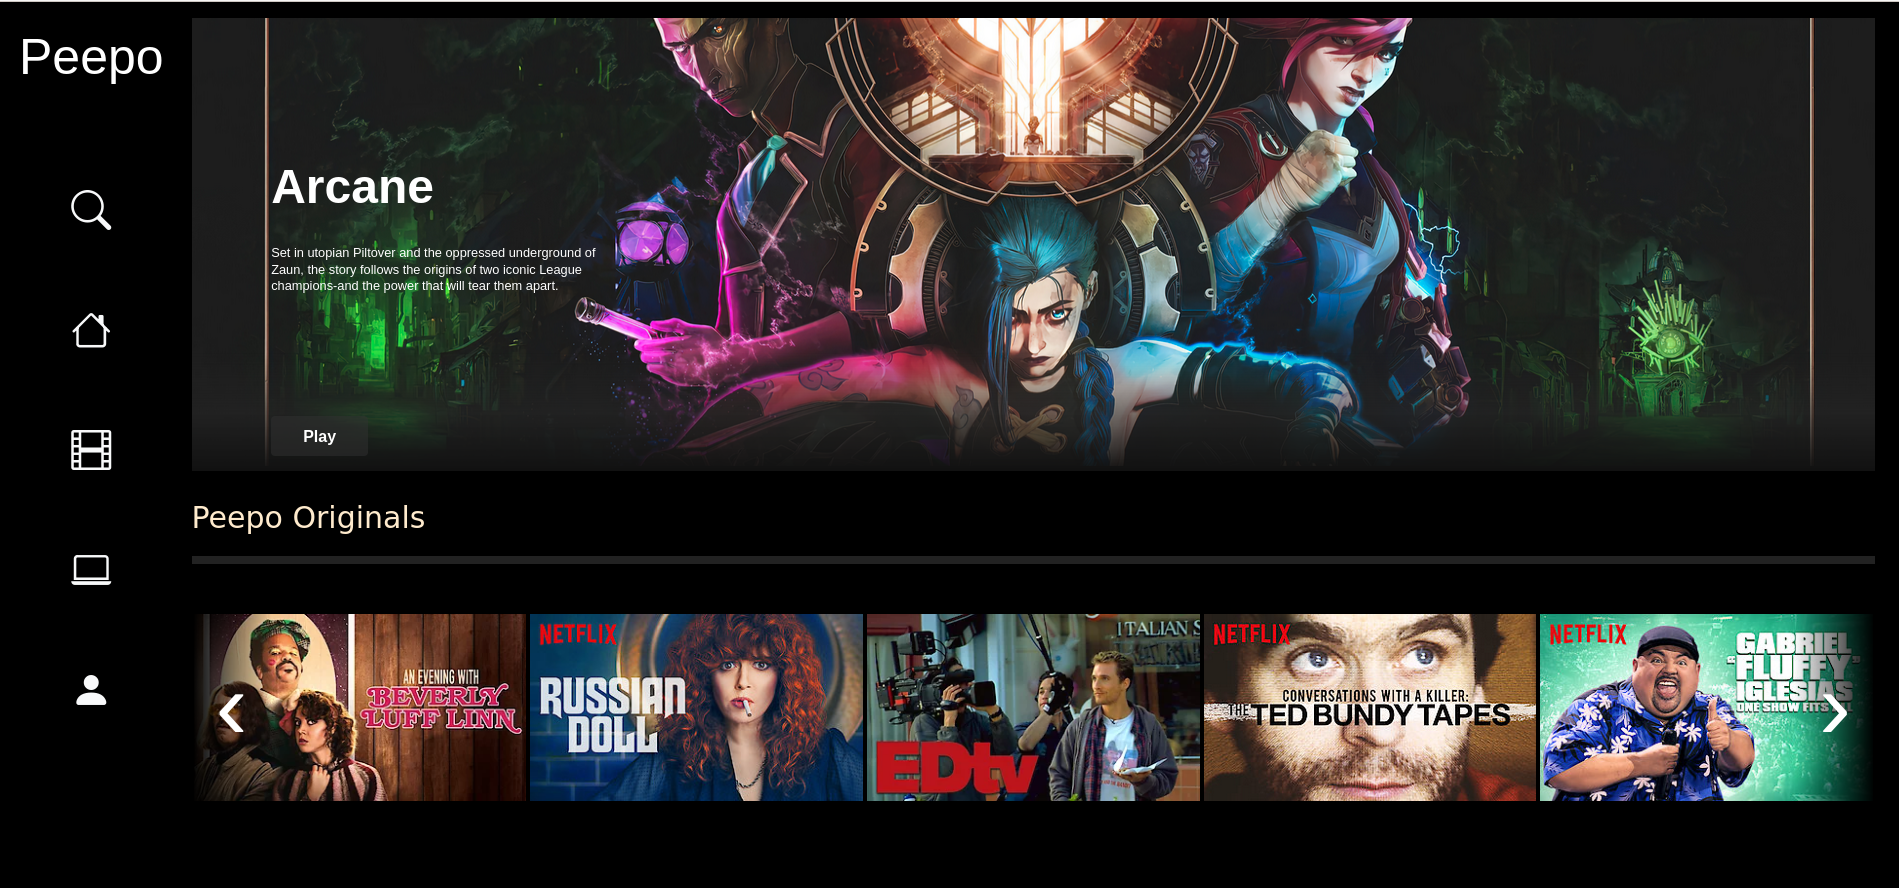 Peepo
Arcane
Set in utopian Piltover and the oppressed underground of
Zaun, the story follows the origins of two iconic League
champions-and the power that will tear them apart.
Play
Peepo Originals
AN EVENING WITH
BEVERLY
LUFF LINN
NETFLIX
RUSSIAN
DOLL
ITALIAN S
EDtv
NETFLIX
CONVERSATIONS WITH A KILLER:
THE TED BUNDY TAPES
NETFLIX
GABRIEL
"FLUFFY"
IGLESIAS
ONE SHOW FITS